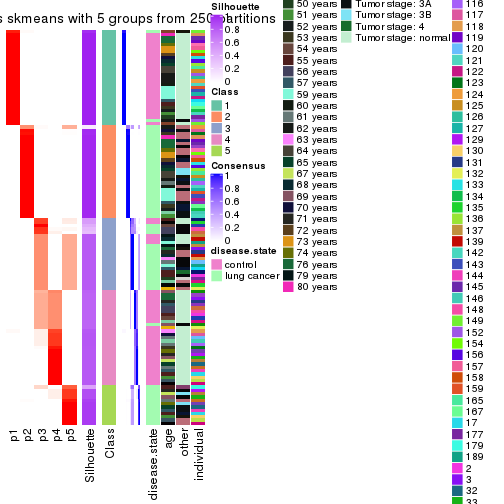 s skmeans with 5 groups from 250 partitions
p1
p2
p3
p4
p5
Silhouette
Class
disease.state
age
other
individual
Silhouette
1
0.8
0.6
0.4
0.2
0
Class
1
2
3
4
5
Consensus
1
0.8
0.6
0.4
0.2
0
disease.state
control
lung cancer
50 years
51 years
52 years
53 years
54 years
55 years
56 years
57 years
59 years
60 years
61 years
62 years
63 years
64 years
65 years
67 years
68 years
69 years
70 years
71 years
72 years
73 years
74 years
76 years
79 years
80 years
Tumor stage: 3A
Tumor stage: 3B
Tumor stage: 4
Tumor stage: normal
116
117
118
119
120
121
122
123
124
125
126
127
129
130
131
132
133
134
135
136
137
139
142
143
144
145
146
148
149
152
154
156
157
158
159
165
167
17
177
179
189
2
3
32
33